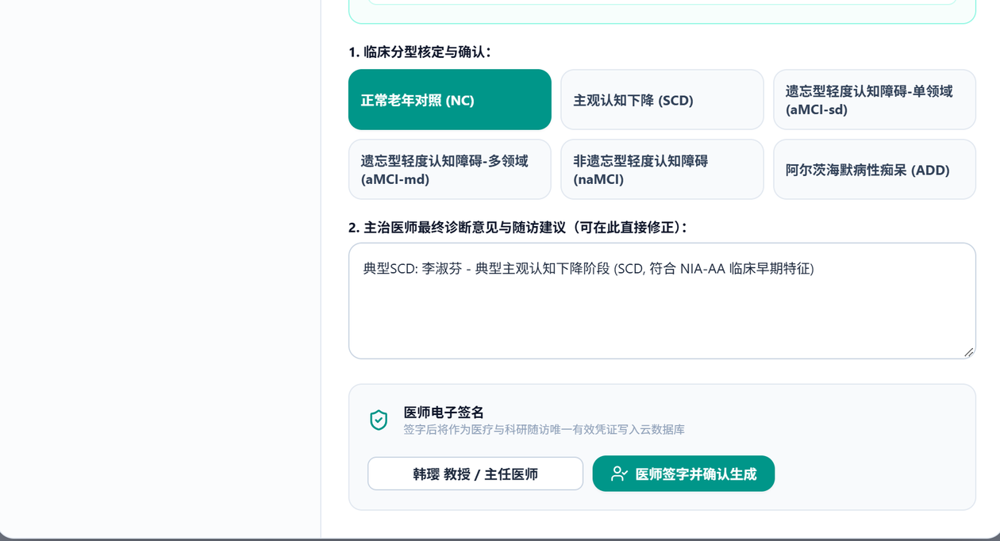 1. 临床分型核定与确认：
正常老年对照 (NC)
主观认知下降 (SCD)
遗忘型轻度认知障碍-单领域
(aMCI-sd)
遗忘型轻度认知障碍-多领域
(aMCI-md)
非遗忘型轻度认知障碍
(naMCI)
阿尔茨海默病性痴呆 (ADD)
2. 主治医师最终诊断意见与随访建议（可在此直接修正）：
典型SCD: 李淑芬 - 典型主观认知下降阶段 (SCD, 符合 NIA-AA 临床早期特征)
医师电子签名
签字后将作为医疗与科研随访唯一有效凭证写入云数据库
韩璎 教授 / 主任医师
医师签字并确认生成